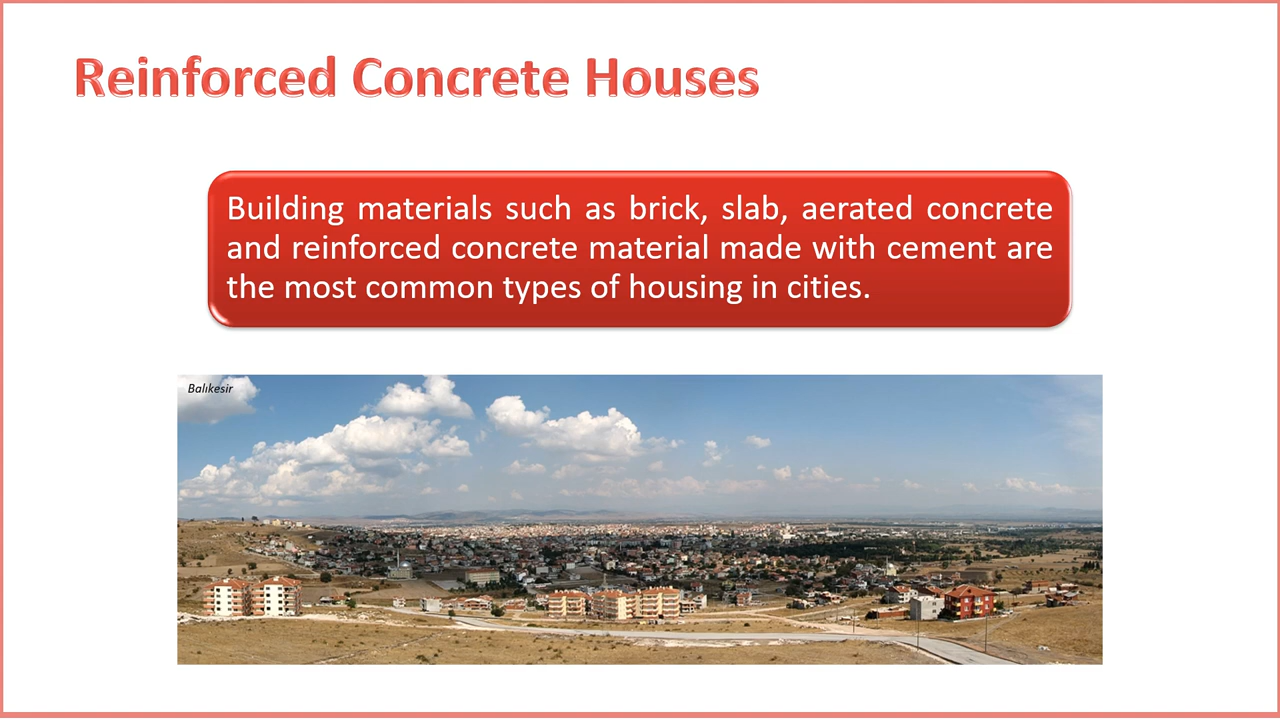 Reinforced Concrete Houses
Building materials such as brick, slab, aerated concrete
and reinforced concrete material made with cement are
the most common types of housing in cities.
Balıkesir